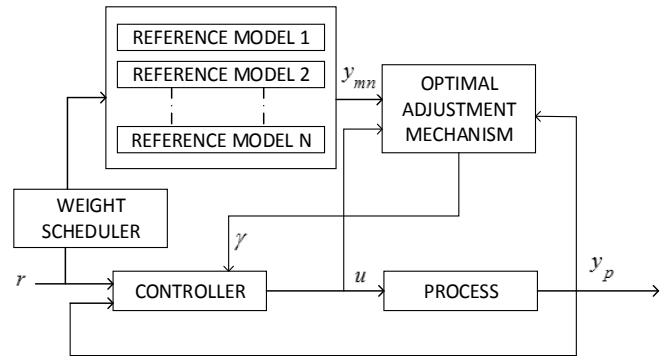 REFERENCE MODEL 1
REFERENCE MODEL 2
REFERENCE MODEL N
y_mn
OPTIMAL
ADJUSTMENT
MECHANISM
WEIGHT
SCHEDULER
γ
r
CONTROLLER
u
PROCESS
y_p